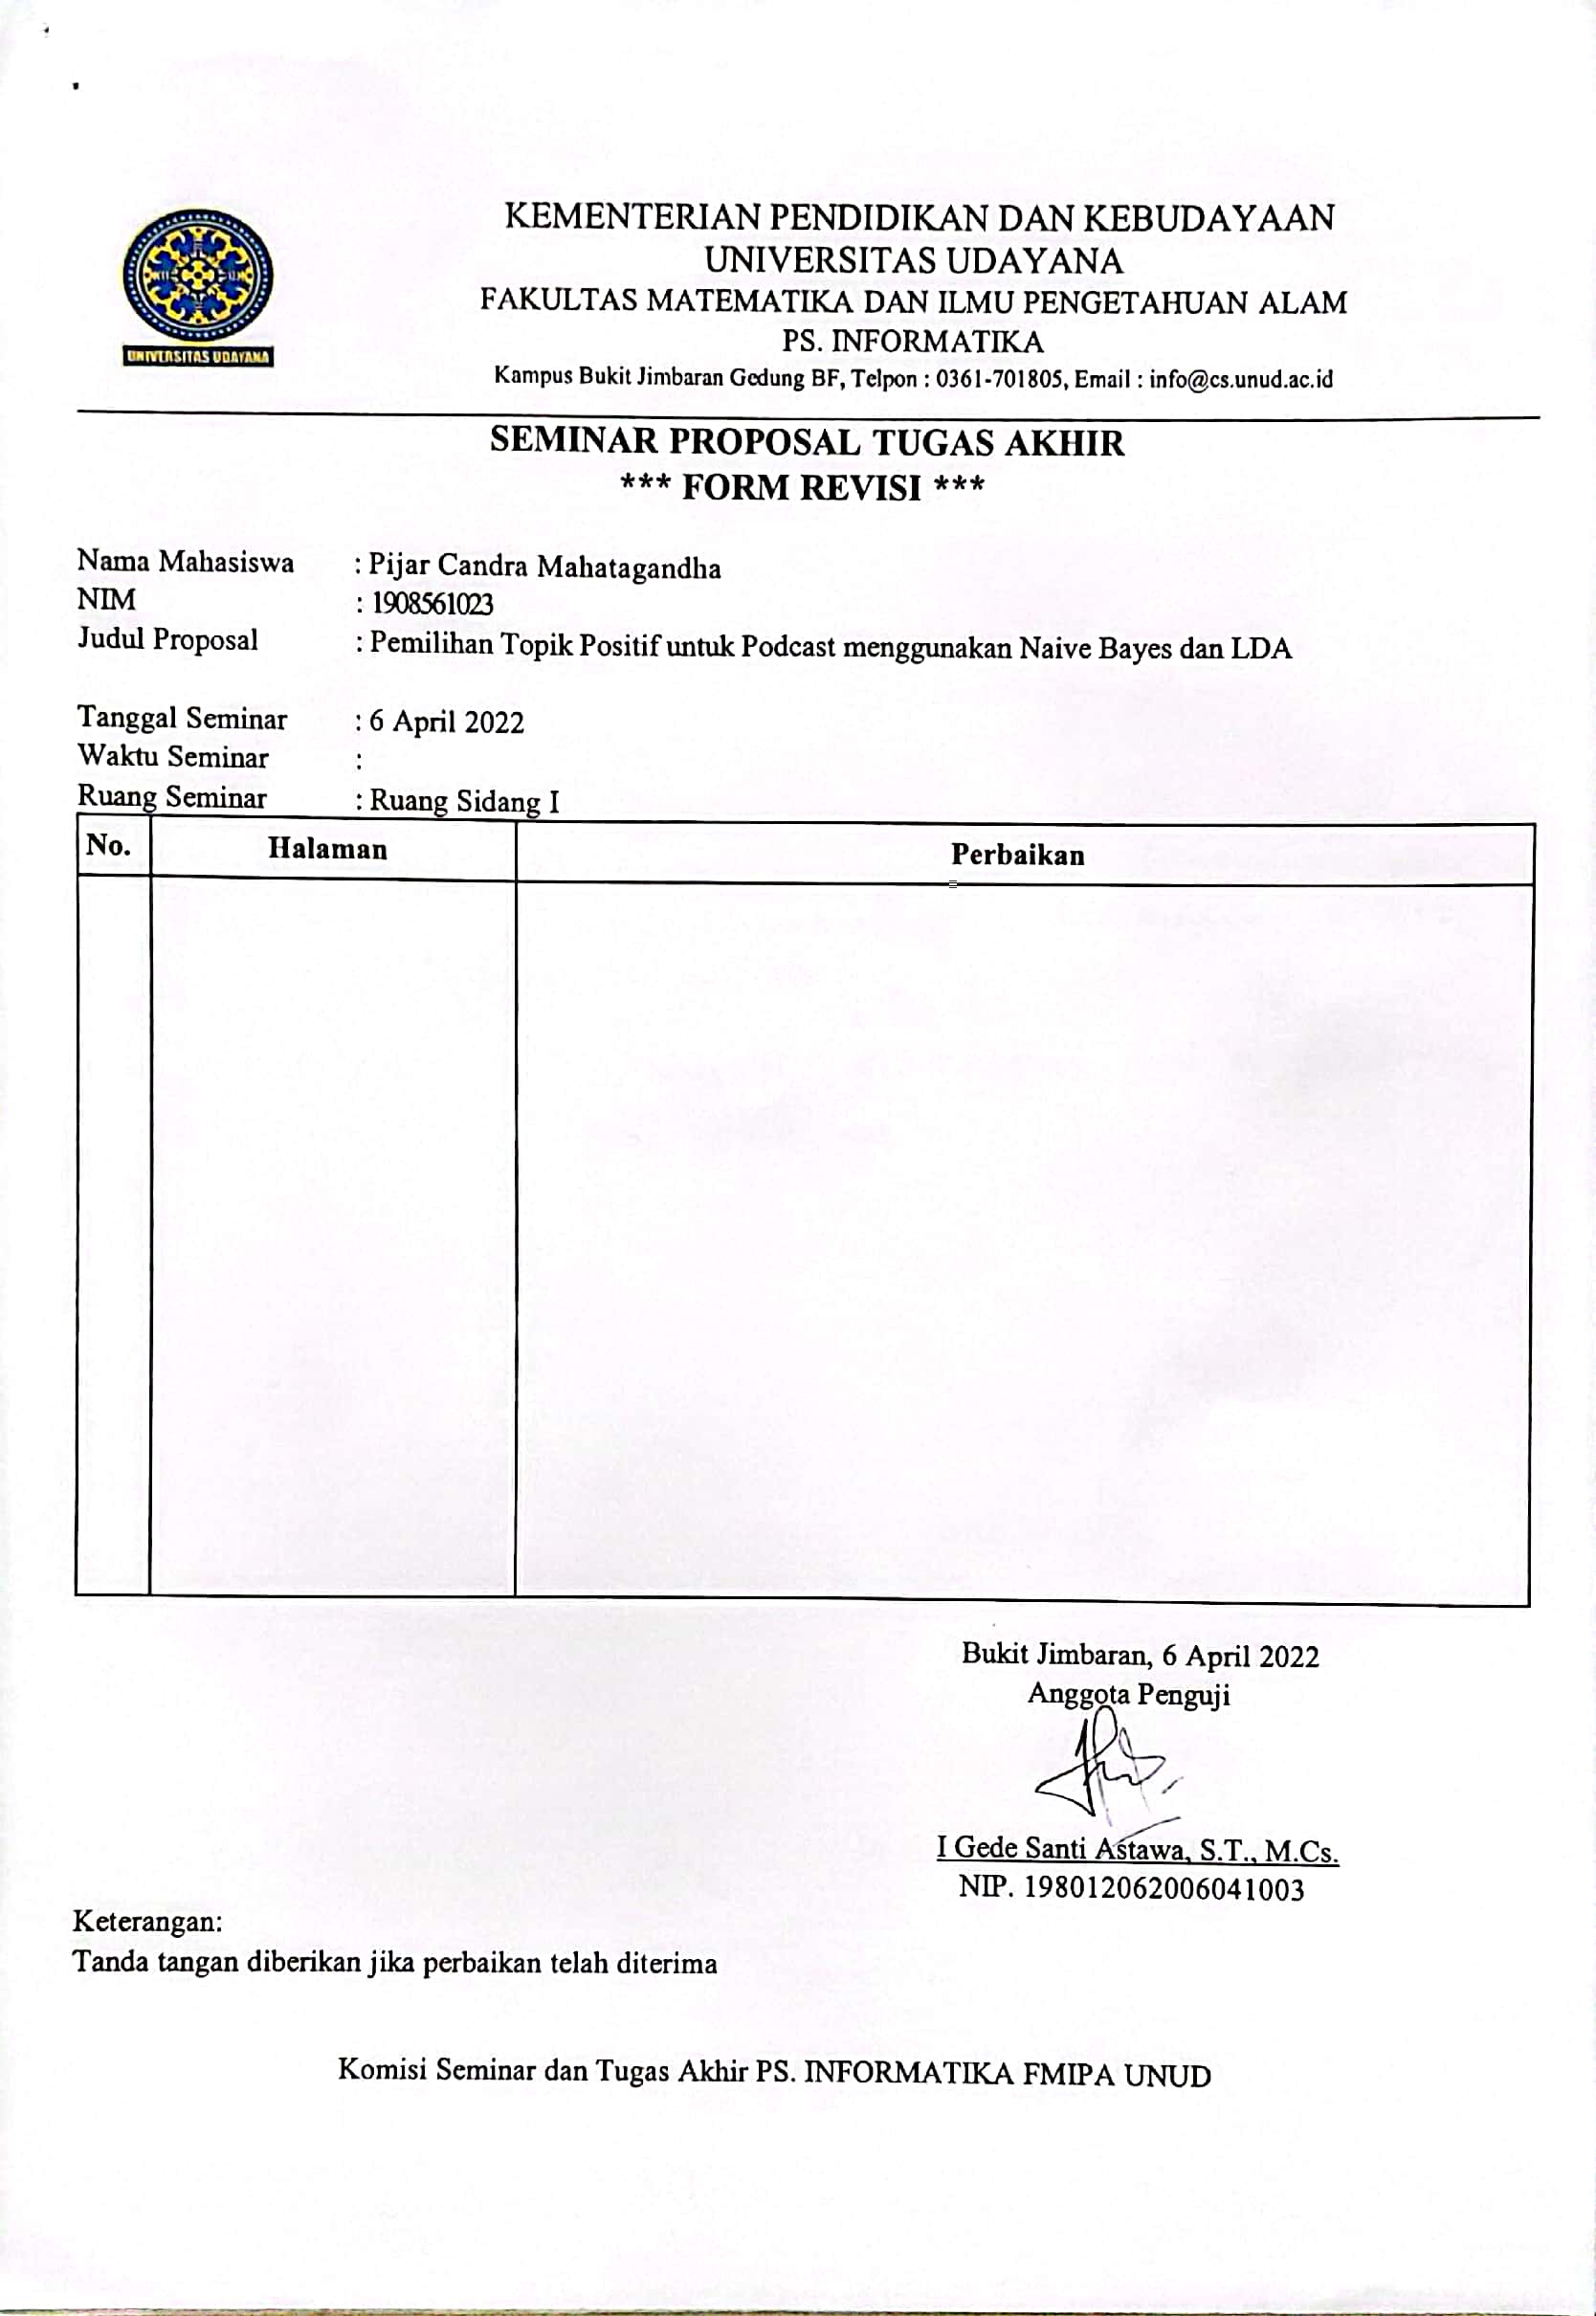 KEMENTERIAN PENDIDIKAN DAN KEBUDAYAAN
UNIVERSITAS UDAYANA
FAKULTAS MATEMATIKA DAN ILMU PENGETAHUAN ALAM
PS. INFORMATIKA
Kampus Bukit Jimbaran Gedung BF, Telpon : 0361-701805, Email : info@cs.unud.ac.id
UNIVERSITAS UDAYANA
SEMINAR PROPOSAL TUGAS AKHIR
*** FORM REVISI ***
Nama Mahasiswa : Pijar Candra Mahatagandha
NIM : 1908561023
Judul Proposal : Pemilihan Topik Positif untuk Podcast menggunakan Naive Bayes dan LDA
Tanggal Seminar : 6 April 2022
Waktu Seminar :
Ruang Seminar : Ruang Sidang I
No. Halaman Perbaikan
Bukit Jimbaran, 6 April 2022
Anggota Penguji
I Gede Santi Astawa, S.T., M.Cs.
NIP. 198012062006041003
Keterangan:
Tanda tangan diberikan jika perbaikan telah diterima
Komisi Seminar dan Tugas Akhir PS. INFORMATIKA FMIPA UNUD